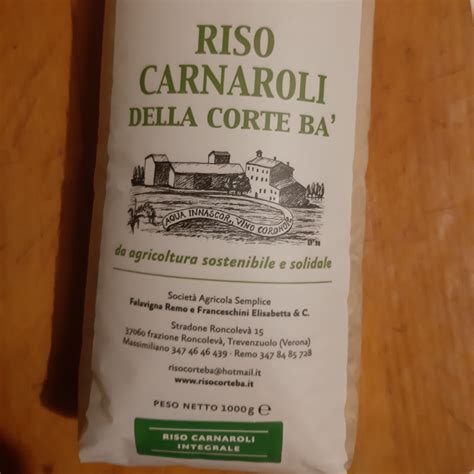 RISO
CARNAROLI
DELLA CORTE BA'
AQUA INNASCOR, VINO CORONOR
da agricoltura sostenibile e solidale
Società Agricola Semplice
Falavigna Remo e Franceschini Elisabetta & C.
Stradone Roncolevà 15
37060 frazione Roncolevà, Trevenzuolo (Verona)
Massimiliano 347 46 46 439 - Remo 347 84 85 728
risocorteba@hotmail.it
www.risocorteba.it
PESO NETTO 1000g ℮
RISO CARNAROLI
INTEGRALE